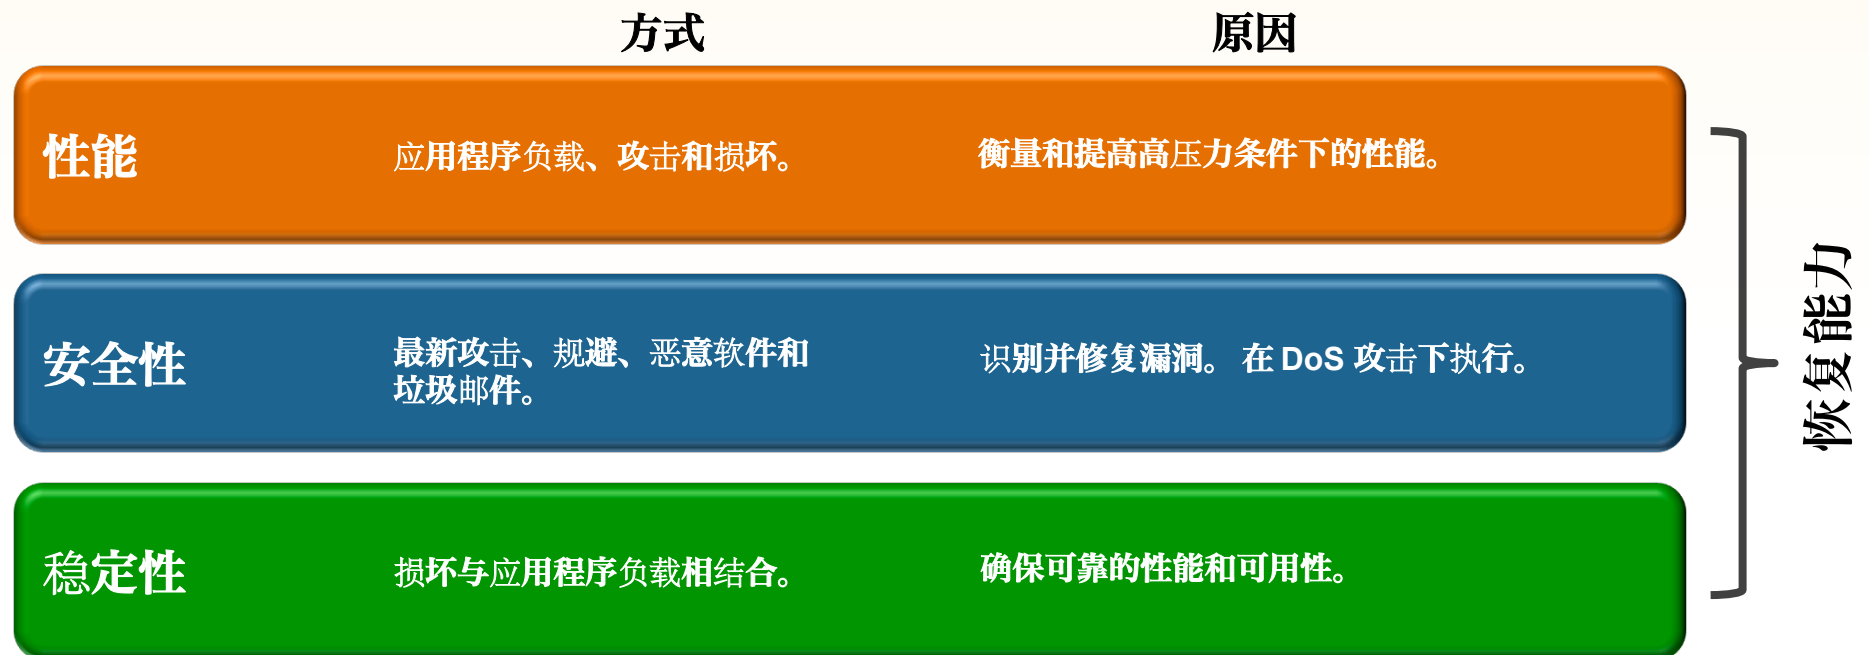 方式
原因
性能
应用程序负载、攻击和损坏。
衡量和提高高压力条件下的性能。
安全性
最新攻击、规避、恶意软件和
垃圾邮件。
识别并修复漏洞。 在 DoS 攻击下执行。
稳定性
损坏与应用程序负载相结合。
确保可靠的性能和可用性。
恢复能力